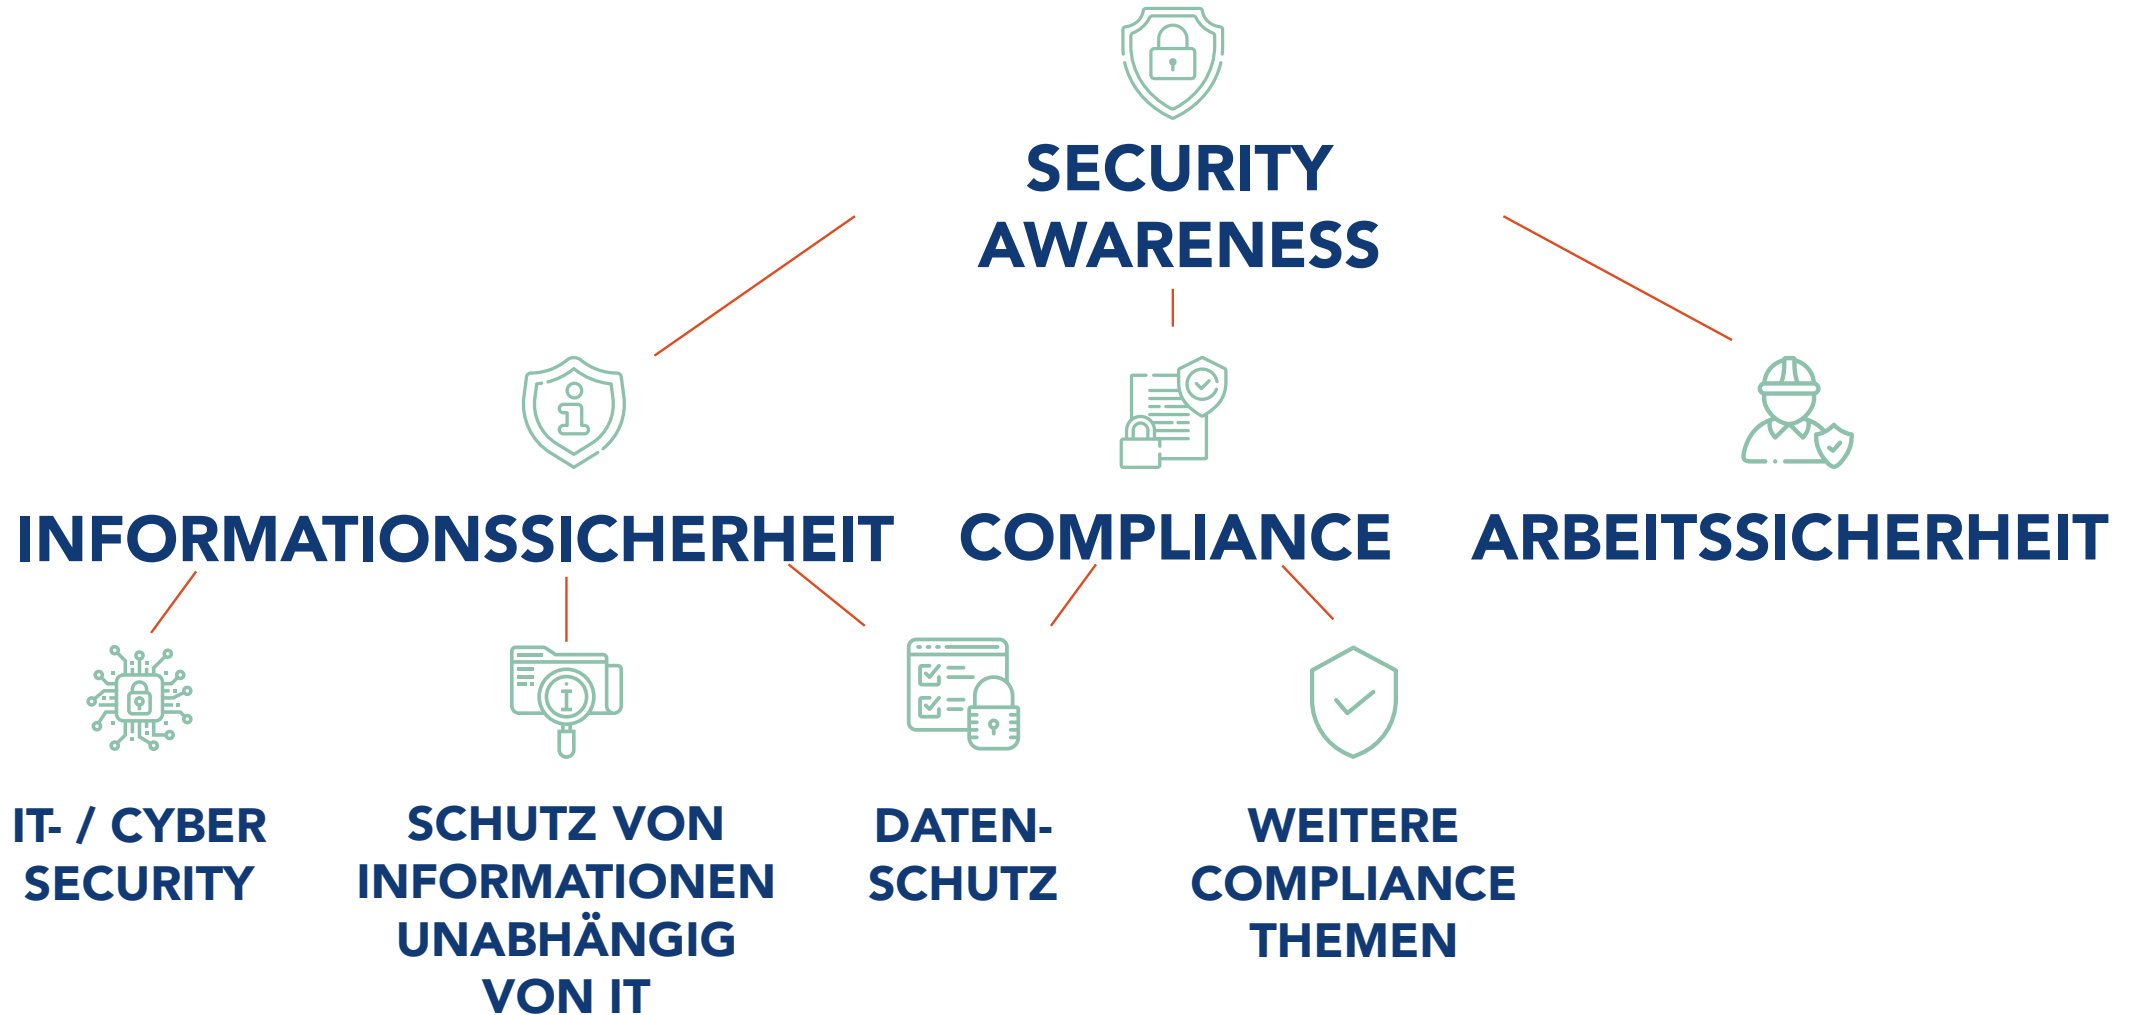 SECURITY
AWARENESS
INFORMATIONSSICHERHEIT
COMPLIANCE
ARBEITSSICHERHEIT
IT- / CYBER
SECURITY
SCHUTZ VON
INFORMATIONEN
UNABHÄNGIG
VON IT
DATEN-
SCHUTZ
WEITERE
COMPLIANCE
THEMEN